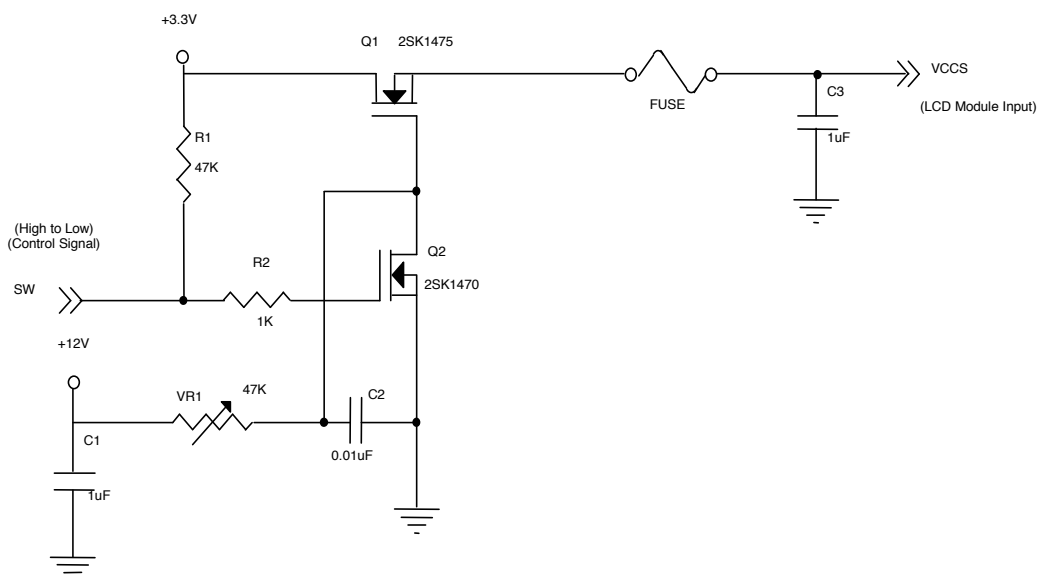 +3.3V
Q1 2SK1475
VCCS
C3
FUSE
(LCD Module Input)
R1
1uF
47K
(High to Low)
(Control Signal)
R2
Q2
SW
2SK1470
1K
+12V
VR1
47K
C2
C1
0.01uF
1uF